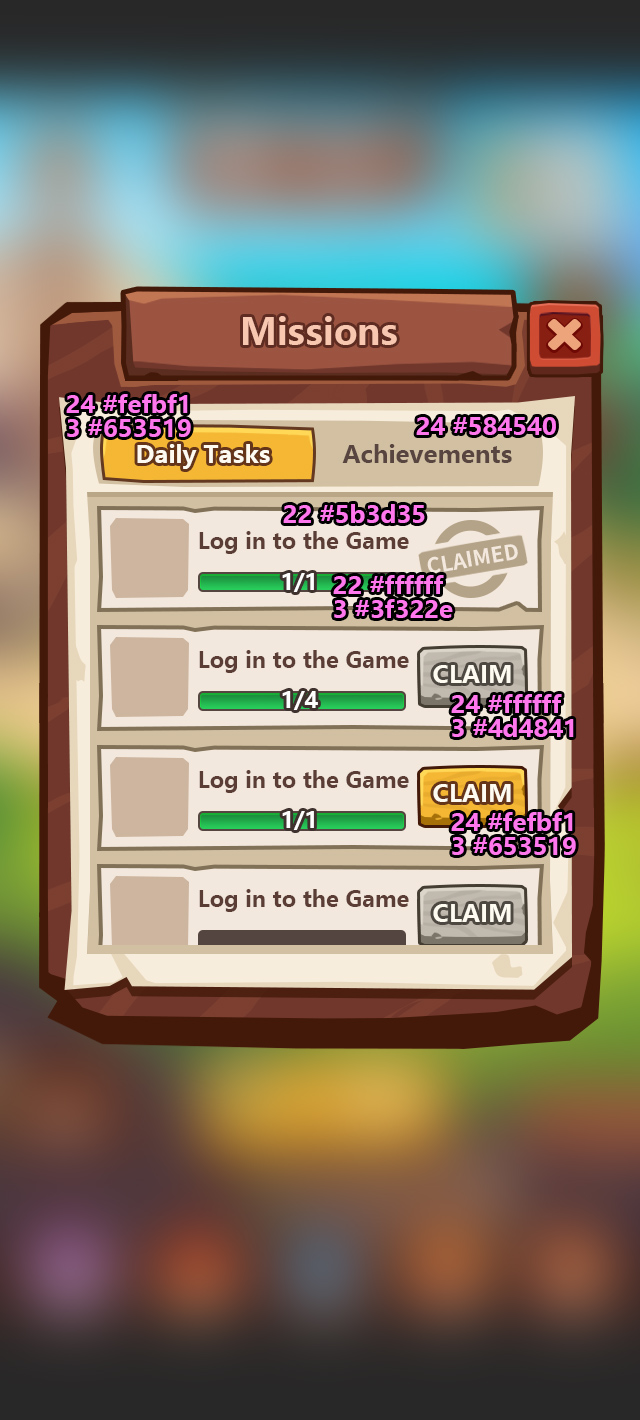 Missions
24 #fefbf1
3 #653519
24 #584540
Daily Tasks
Achievements
22 #5b3d35
Log in to the Game
CLAIMED
1/1
22 #ffffff
3 #3f322e
Log in to the Game
CLAIM
1/4
24 #ffffff
3 #4d4841
Log in to the Game
CLAIM
1/1
24 #fefbf1
3 #653519
Log in to the Game
CLAIM